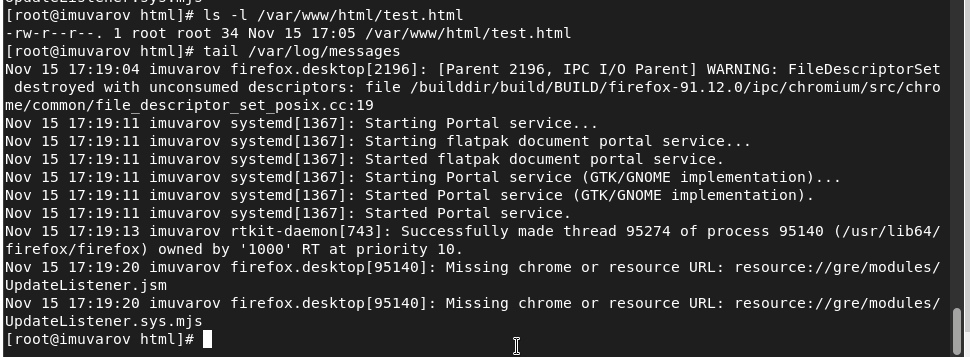 UpdateListener.sys.mjs
[root@imuvarov html]# ls -l /var/www/html/test.html
-rw-r--r--. 1 root root 34 Nov 15 17:05 /var/www/html/test.html
[root@imuvarov html]# tail /var/log/messages
Nov 15 17:19:04 imuvarov firefox.desktop[2196]: [Parent 2196, IPC I/O Parent] WARNING: FileDescriptorSet
 destroyed with unconsumed descriptors: file /builddir/build/BUILD/firefox-91.12.0/ipc/chromium/src/chro
me/common/file_descriptor_set_posix.cc:19
Nov 15 17:19:11 imuvarov systemd[1367]: Starting Portal service...
Nov 15 17:19:11 imuvarov systemd[1367]: Starting flatpak document portal service...
Nov 15 17:19:11 imuvarov systemd[1367]: Started flatpak document portal service.
Nov 15 17:19:11 imuvarov systemd[1367]: Starting Portal service (GTK/GNOME implementation)...
Nov 15 17:19:11 imuvarov systemd[1367]: Started Portal service (GTK/GNOME implementation).
Nov 15 17:19:11 imuvarov systemd[1367]: Started Portal service.
Nov 15 17:19:13 imuvarov rtkit-daemon[743]: Successfully made thread 95274 of process 95140 (/usr/lib64/
firefox/firefox) owned by '1000' RT at priority 10.
Nov 15 17:19:20 imuvarov firefox.desktop[95140]: Missing chrome or resource URL: resource://gre/modules/
UpdateListener.jsm
Nov 15 17:19:20 imuvarov firefox.desktop[95140]: Missing chrome or resource URL: resource://gre/modules/
UpdateListener.sys.mjs
[root@imuvarov html]#